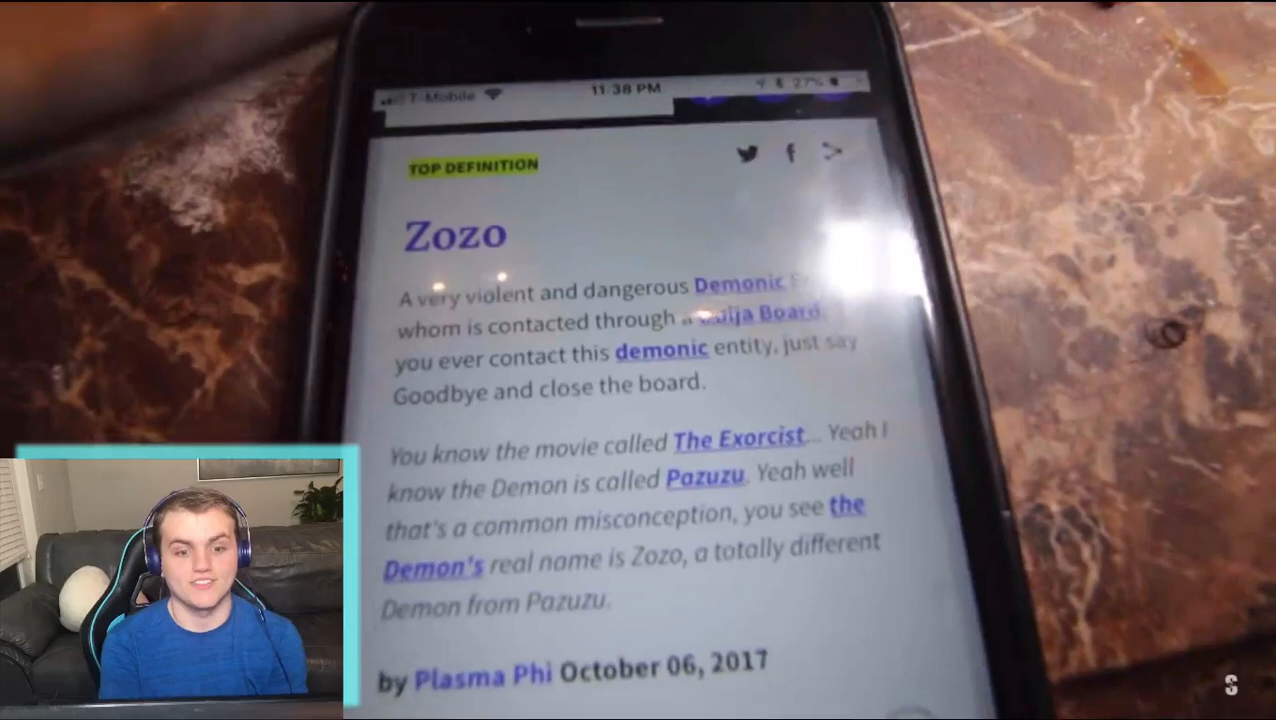 T-Mobile 11:38 PM 27%
TOP DEFINITION
Zozo
A very violent and dangerous Demonic
whom is contacted through a Ouija Board.
you ever contact this demonic entity, just say
Goodbye and close the board.
You know the movie called The Exorcist... Yeah I
know the Demon is called Pazuzu. Yeah well
that's a common misconception, you see the
Demon's real name is Zozo, a totally different
Demon from Pazuzu.
by Plasma Phi October 06, 2017
S